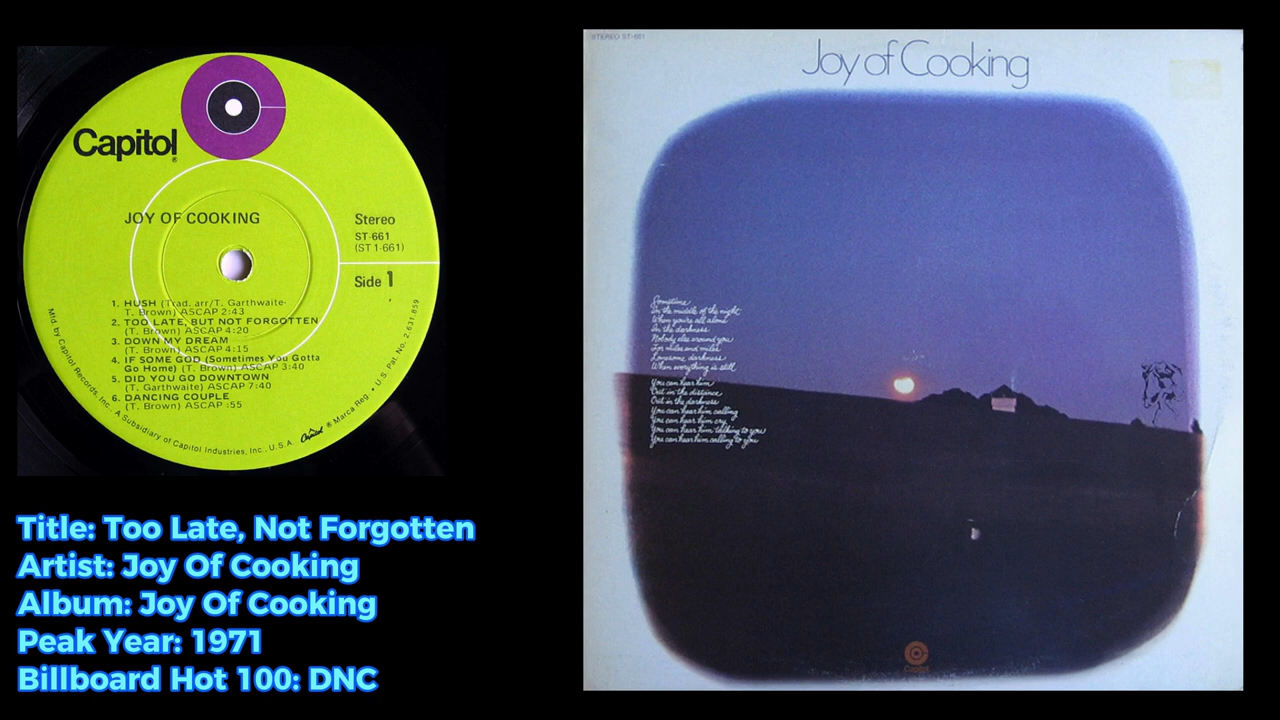 Capitol
®
JOY OF COOKING
Stereo
ST-661
(ST 1-661)
Side 1
1. HUSH (Trad. arr/T. Garthwaite-
T. Brown) ASCAP 2:43
2. TOO LATE, BUT NOT FORGOTTEN
(T. Brown) ASCAP 4:20
3. DOWN MY DREAM
(T. Brown) ASCAP 4:15
4. IF SOME GOD (Sometimes You Gotta
Go Home) (T. Brown) ASCAP 3:40
5. DID YOU GO DOWNTOWN
(T. Garthwaite) ASCAP 7:40
6. DANCING COUPLE
(T. Brown) ASCAP :55
Mfd. by Capitol Records, Inc., A Subsidiary of Capitol Industries, Inc., U.S.A. Capitol ® Marca Reg. • U.S. Pat. No. 2,631,859
Title: Too Late, Not Forgotten
Artist: Joy Of Cooking
Album: Joy Of Cooking
Peak Year: 1971
Billboard Hot 100: DNC
STEREO ST-661
Joy of Cooking
Sometime
In the middle of the night
When you're all alone
In the darkness
Nobody else around you
For miles and miles
Lonesome darkness
When everything is still
You can hear him
Out in the distance
Out in the darkness
You can hear him calling
You can hear him cry
You can hear him talking to you
You can hear him calling to you
Capitol